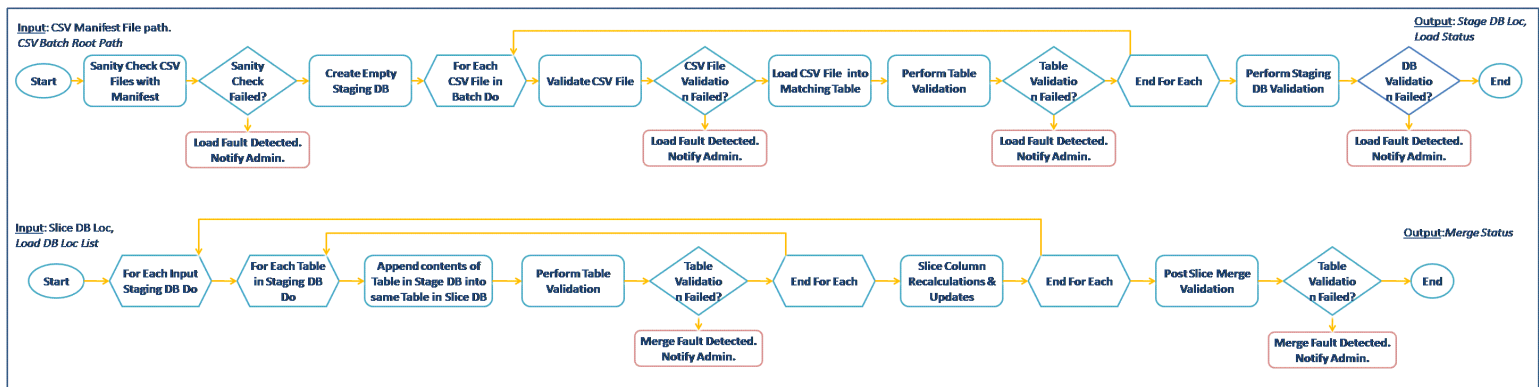 Input: CSV Manifest File path.
CSV Batch Root Path
Output: Stage DB Loc,
Load Status
Start
Sanity Check CSV
Files with
Manifest
Sanity
Check
Failed?
Create Empty
Staging DB
For Each
CSV File in
Batch Do
Validate CSV File
CSV File
Validatio
n Failed?
Load CSV File into
Matching Table
Perform Table
Validation
Table
Validatio
n Failed?
End For Each
Perform Staging
DB Validation
DB
Validatio
n Failed?
End
Load Fault Detected.
Notify Admin.
Load Fault Detected.
Notify Admin.
Load Fault Detected.
Notify Admin.
Load Fault Detected.
Notify Admin.
Input: Slice DB Loc,
Load DB Loc List
Output:Merge Status
Start
For Each Input
Staging DB Do
For Each Table
in Staging DB
Do
Append contents of
Table in Stage DB into
same Table in Slice DB
Perform Table
Validation
Table
Validatio
n Failed?
End For Each
Slice Column
Recalculations &
Updates
End For Each
Post Slice Merge
Validation
Table
Validatio
n Failed?
End
Merge Fault Detected.
Notify Admin.
Merge Fault Detected.
Notify Admin.